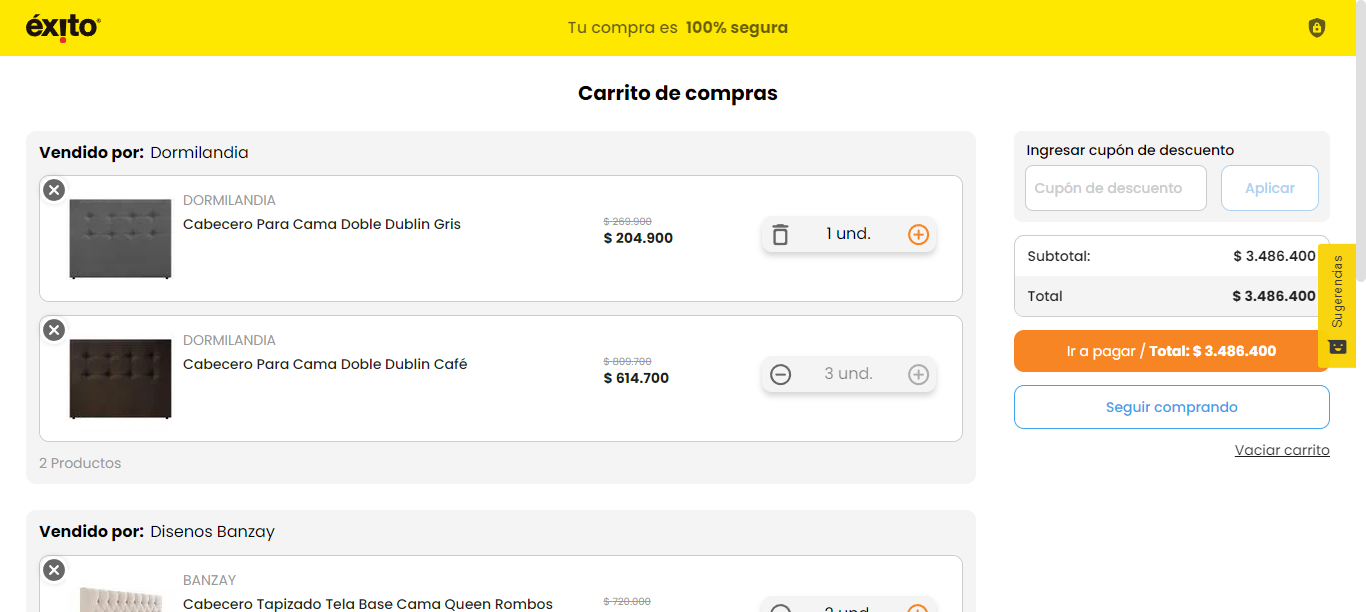 éxito
Tu compra es 100% segura
Carrito de compras
Vendido por: Dormilandia
DORMILANDIA
Cabecero Para Cama Doble Dublin Gris
$ 269.900
$ 204.900
1 und.
DORMILANDIA
Cabecero Para Cama Doble Dublin Café
$ 809.700
$ 614.700
3 und.
2 Productos
Vendido por: Disenos Banzay
BANZAY
Cabecero Tapizado Tela Base Cama Queen Rombos
$ 720.000
2 und.
Ingresar cupón de descuento
Cupón de descuento
Aplicar
Subtotal: $ 3.486.400
Total $ 3.486.400
Ir a pagar / Total: $ 3.486.400
Seguir comprando
Vaciar carrito
Sugerencias